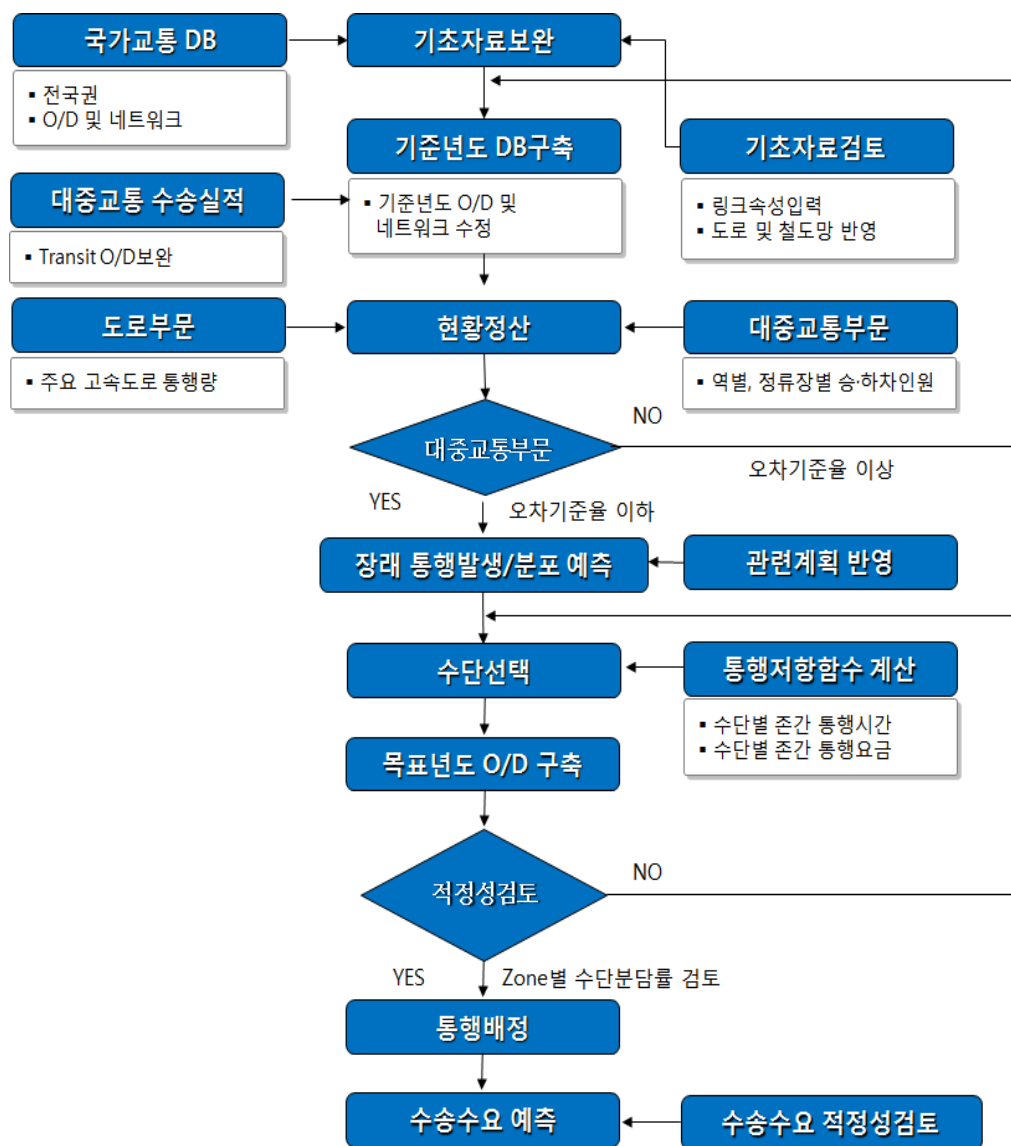 국가교통 DB
기초자료보완
▪ 전국권
▪ O/D 및 네트워크
기준년도 DB구축
기초자료검토
▪ 기준년도 O/D 및
네트워크 수정
▪ 링크속성입력
▪ 도로 및 철도망 반영
대중교통 수송실적
▪ Transit O/D보완
도로부문
현황정산
대중교통부문
▪ 주요 고속도로 통행량
▪ 역별, 정류장별 승·하차인원
대중교통부문
NO
오차기준율 이상
YES
오차기준율 이하
장래 통행발생/분포 예측
관련계획 반영
수단선택
통행저항함수 계산
▪ 수단별 존간 통행시간
▪ 수단별 존간 통행요금
목표년도 O/D 구축
적정성검토
NO
YES
Zone별 수단분담률 검토
통행배정
수송수요 예측
수송수요 적정성검토